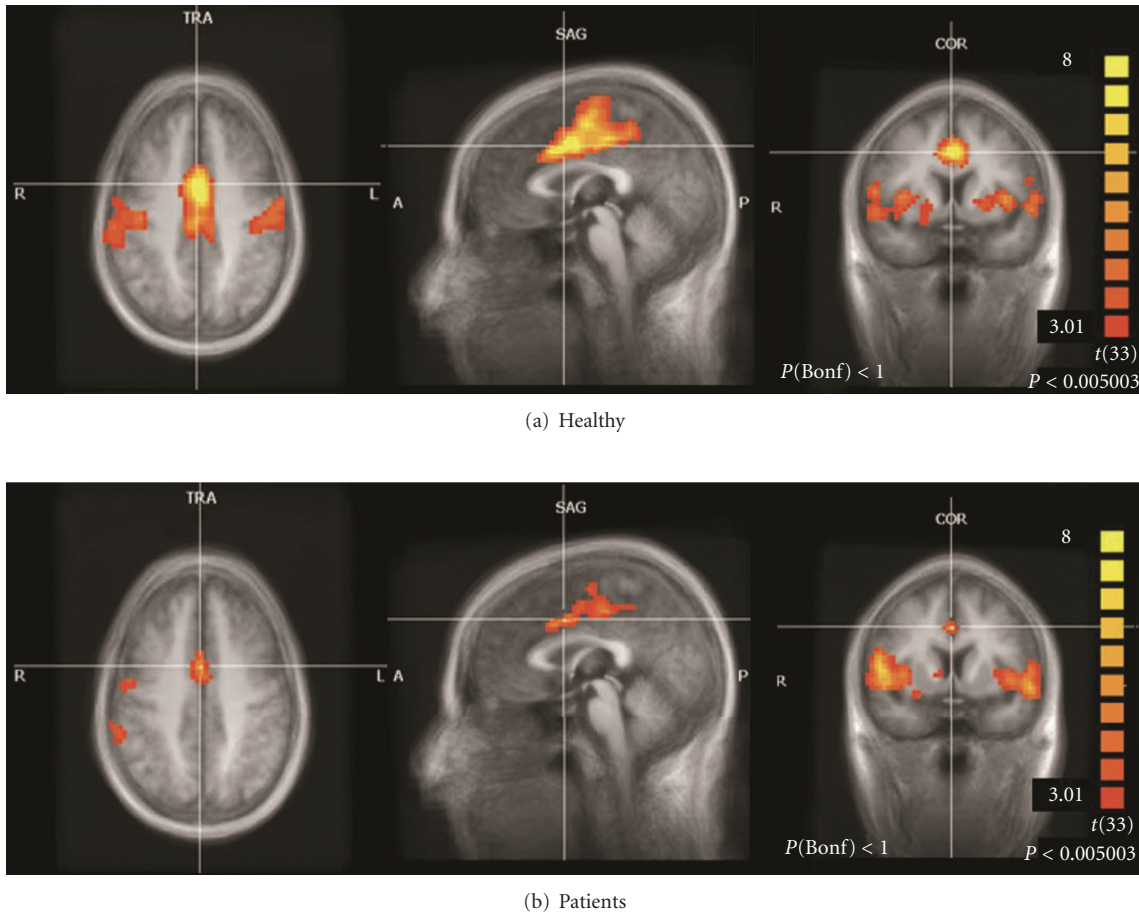 TRA
SAG
COR
8
R
L
A
P
R
3.01
t(33)
P(Bonf) < 1
P < 0.005003
(a) Healthy
TRA
SAG
COR
8
R
L
A
P
R
3.01
t(33)
P(Bonf) < 1
P < 0.005003
(b) Patients